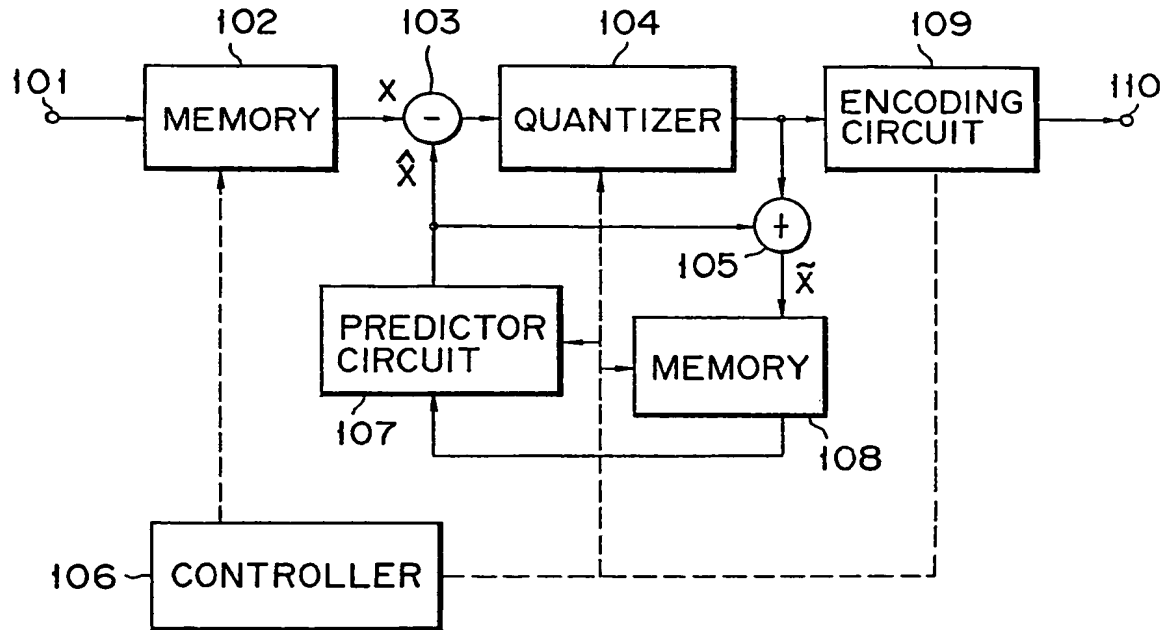 102
103
104
109
101
MEMORY
X
-
QUANTIZER
ENCODING
CIRCUIT
110
X̂
+
105
X̃
PREDICTOR
CIRCUIT
MEMORY
107
108
106
CONTROLLER